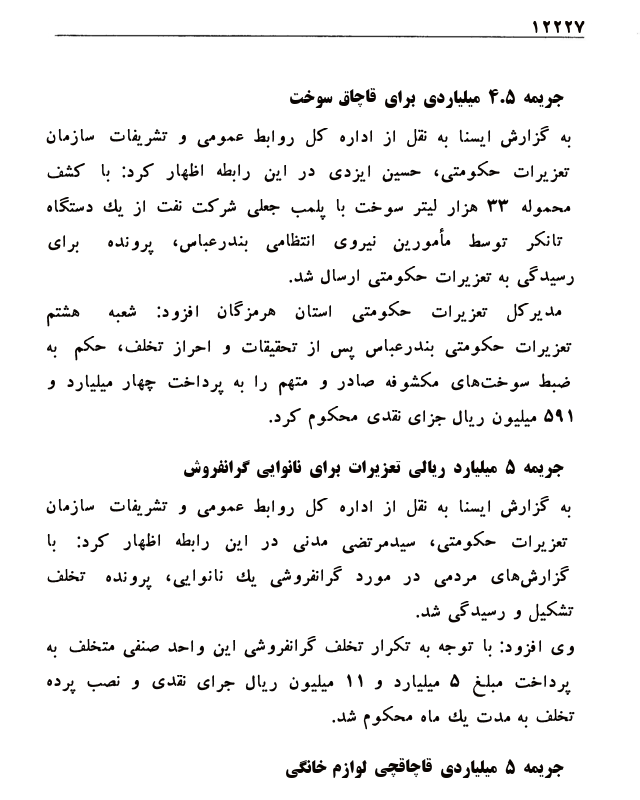 ۱۲۲۲۷
جریمه ۴.۵ میلیاردی برای قاچاق سوخت
به گزارش ایسنا به نقل از اداره کل روابط عمومی و تشریفات سازمان
تعزیرات حکومتی، حسین ایزدی در این رابطه اظهار کرد: با کشف
محموله ۳۳ هزار لیتر سوخت با پلمب جعلی شرکت نفت از یك دستگاه
تانکر توسط مأمورین نیروی انتظامی بندرعباس، پرونده برای
رسیدگی به تعزیرات حکومتی ارسال شد.
مدیرکل تعزیرات حکومتی استان هرمزگان افزود: شعبه هشتم
تعزیرات حکومتی بندرعباس پس از تحقیقات و احراز تخلف، حکم به
ضبط سوخت‌های مکشوفه صادر و متهم را به پرداخت چهار میلیارد و
۵۹۱ میلیون ریال جزای نقدی محکوم کرد.
جریمه ۵ میلیارد ریالی تعزیرات برای نانوایی گرانفروش
به گزارش ایسنا به نقل از اداره کل روابط عمومی و تشریفات سازمان
تعزیرات حکومتی، سیدمرتضی مدنی در این رابطه اظهار کرد: با
گزارش‌های مردمی در مورد گرانفروشی یك نانوایی، پرونده تخلف
تشکیل و رسیدگی شد.
وی افزود: با توجه به تکرار تخلف گرانفروشی این واحد صنفی متخلف به
پرداخت مبلغ ۵ میلیارد و ۱۱ میلیون ریال جرای نقدی و نصب پرده
تخلف به مدت یك ماه محکوم شد.
جریمه ۵ میلیاردی قاچاقچی لوازم خانگی